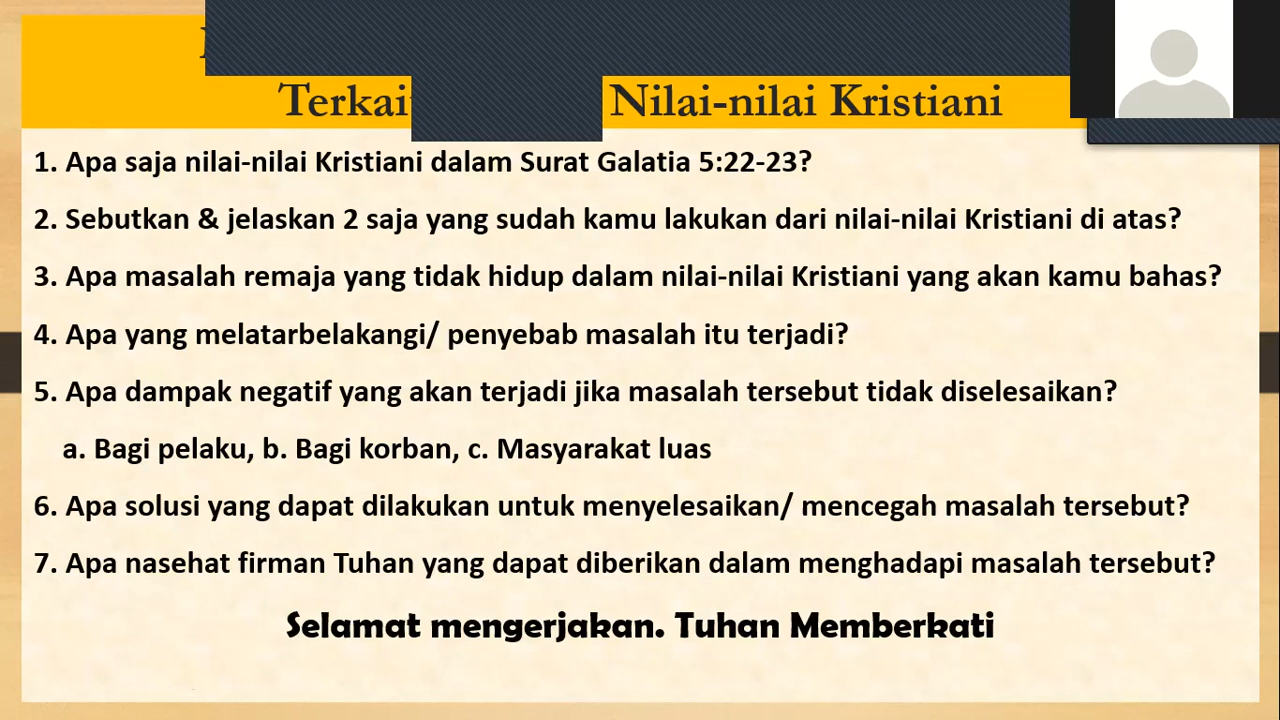 Nilai-nilai Kristiani
1. Apa saja nilai-nilai Kristiani dalam Surat Galatia 5:22-23?
2. Sebutkan & jelaskan 2 saja yang sudah kamu lakukan dari nilai-nilai Kristiani di atas?
3. Apa masalah remaja yang tidak hidup dalam nilai-nilai Kristiani yang akan kamu bahas?
4. Apa yang melatarbelakangi/ penyebab masalah itu terjadi?
5. Apa dampak negatif yang akan terjadi jika masalah tersebut tidak diselesaikan?
a. Bagi pelaku, b. Bagi korban, c. Masyarakat luas
6. Apa solusi yang dapat dilakukan untuk menyelesaikan/ mencegah masalah tersebut?
7. Apa nasehat firman Tuhan yang dapat diberikan dalam menghadapi masalah tersebut?
Selamat mengerjakan. Tuhan Memberkati